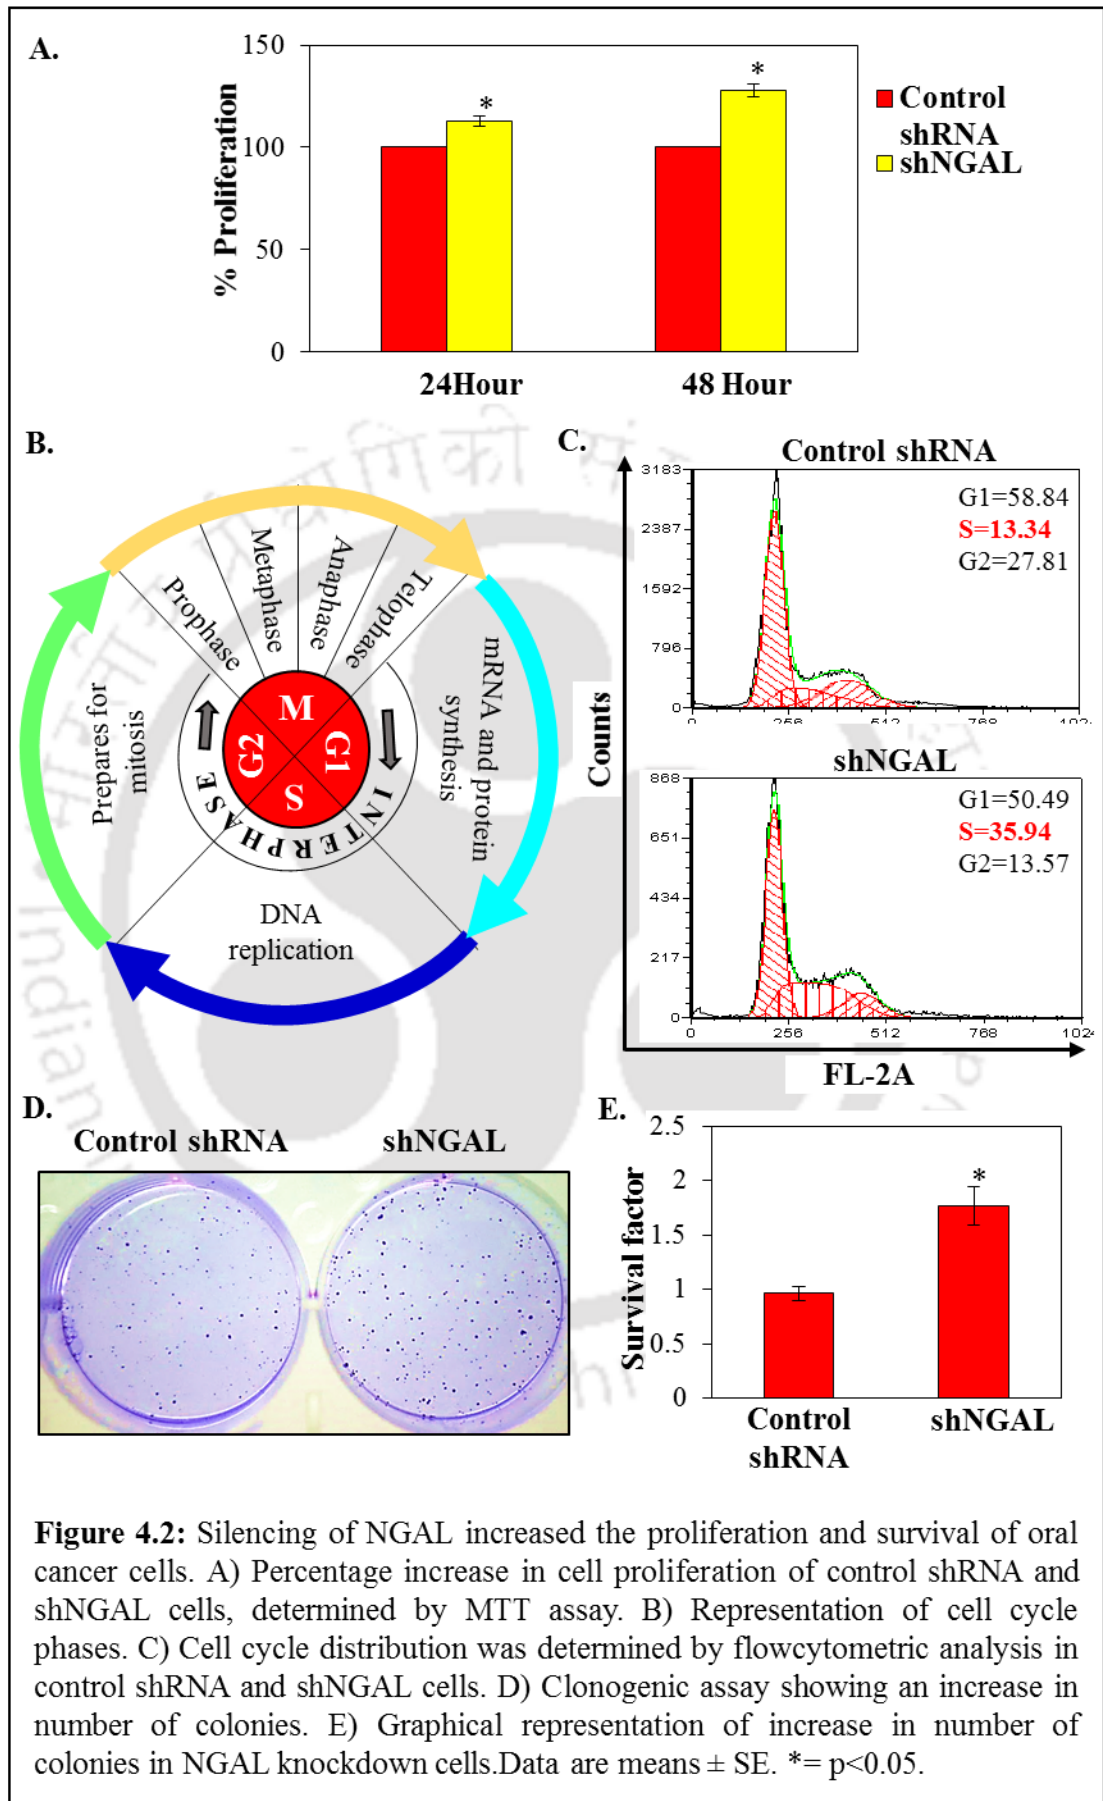 A.
150
100
50
0
% Proliferation
*
*
Control
shRNA
shNGAL
24Hour
48 Hour
B.
Prophase
Metaphase
Anaphase
Telophase
mRNA and protein
synthesis
DNA
replication
Prepares for
mitosis
M
G1
S
G2
INTERPHASE
C.
Control shRNA
3183
2387
1592
796
0
G1=58.84
S=13.34
G2=27.81
0 256 512 768 102
Counts
shNGAL
868
651
434
217
0
G1=50.49
S=35.94
G2=13.57
0 256 512 768 102
FL-2A
D.
Control shRNA shNGAL
E.
2.5
2
1.5
1
0.5
0
Survival factor
*
Control
shRNA
shNGAL
Indian
Figure 4.2: Silencing of NGAL increased the proliferation and survival of oral
cancer cells. A) Percentage increase in cell proliferation of control shRNA and
shNGAL cells, determined by MTT assay. B) Representation of cell cycle
phases. C) Cell cycle distribution was determined by flowcytometric analysis in
control shRNA and shNGAL cells. D) Clonogenic assay showing an increase in
number of colonies. E) Graphical representation of increase in number of
colonies in NGAL knockdown cells.Data are means ± SE. *= p<0.05.